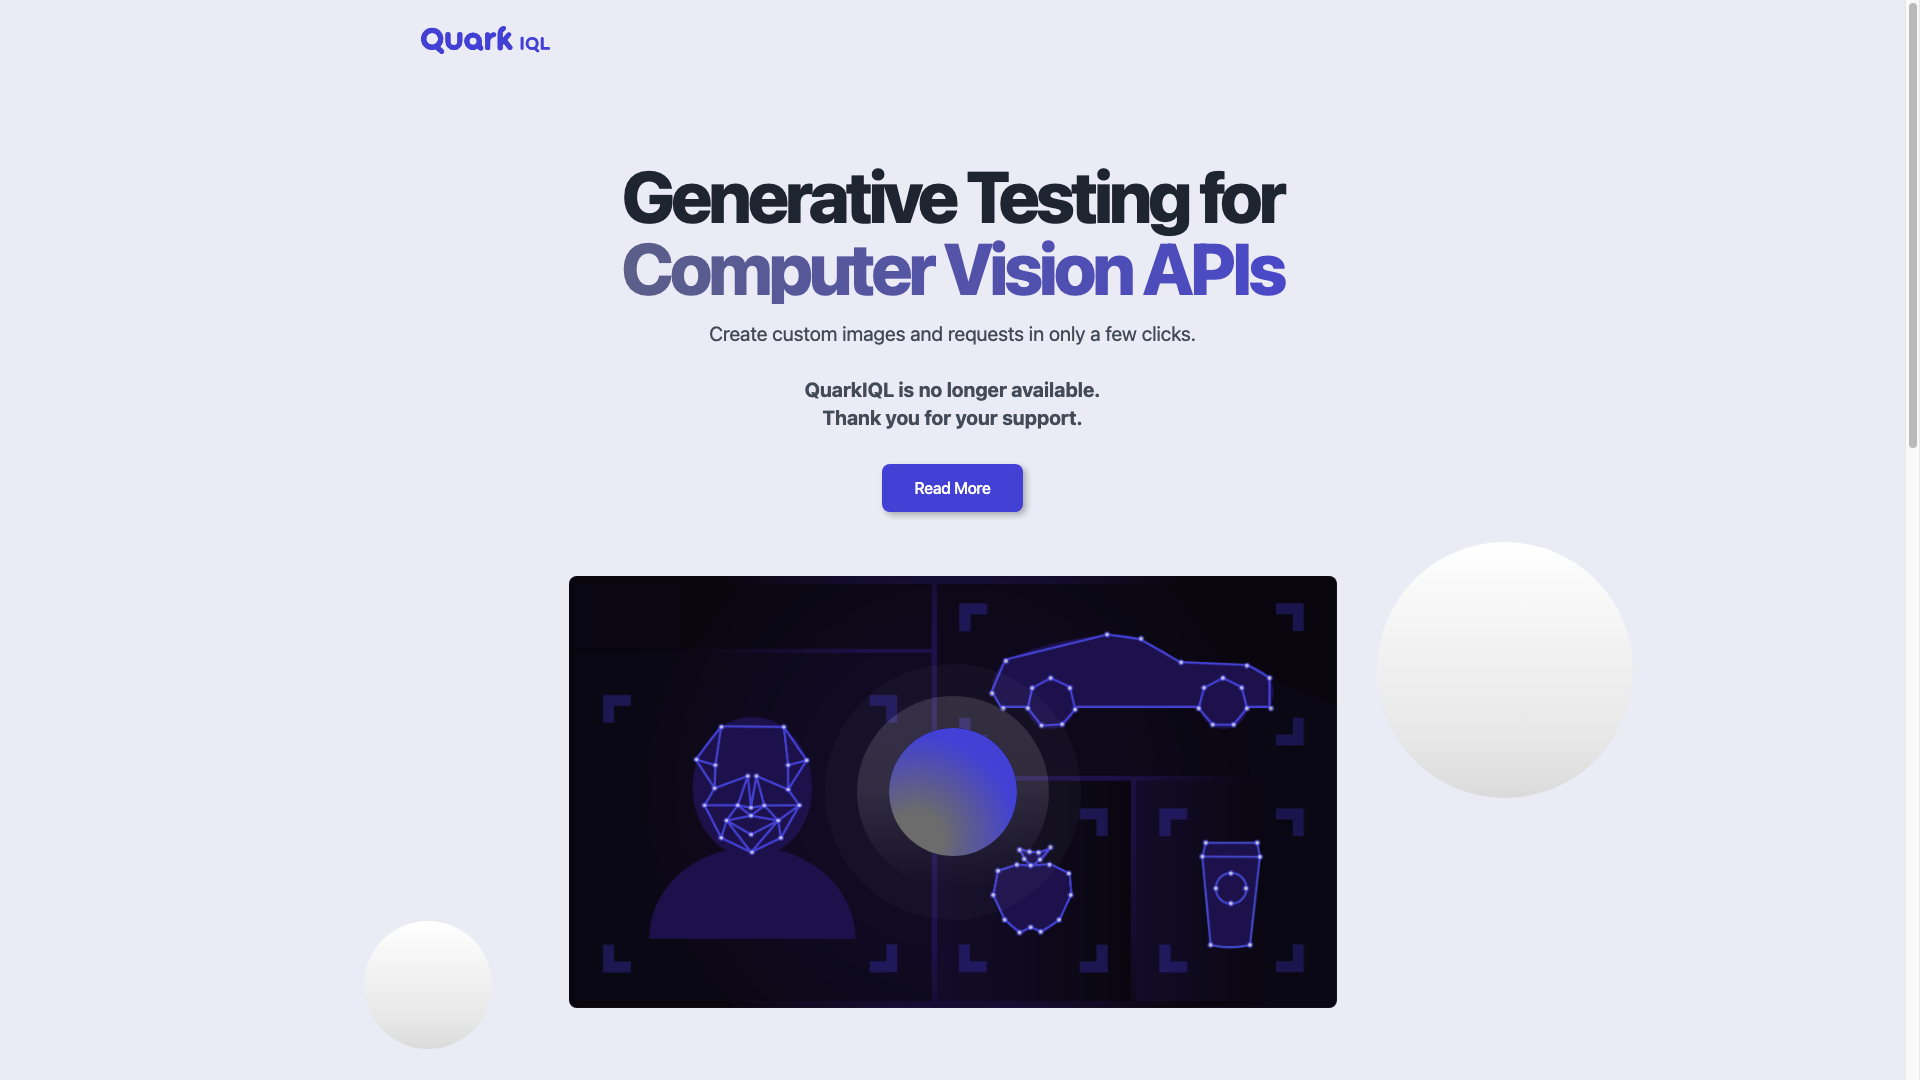 Quark IQL
Generative Testing for
Computer Vision APIs
Create custom images and requests in only a few clicks.
QuarkIQL is no longer available.
Thank you for your support.
Read More